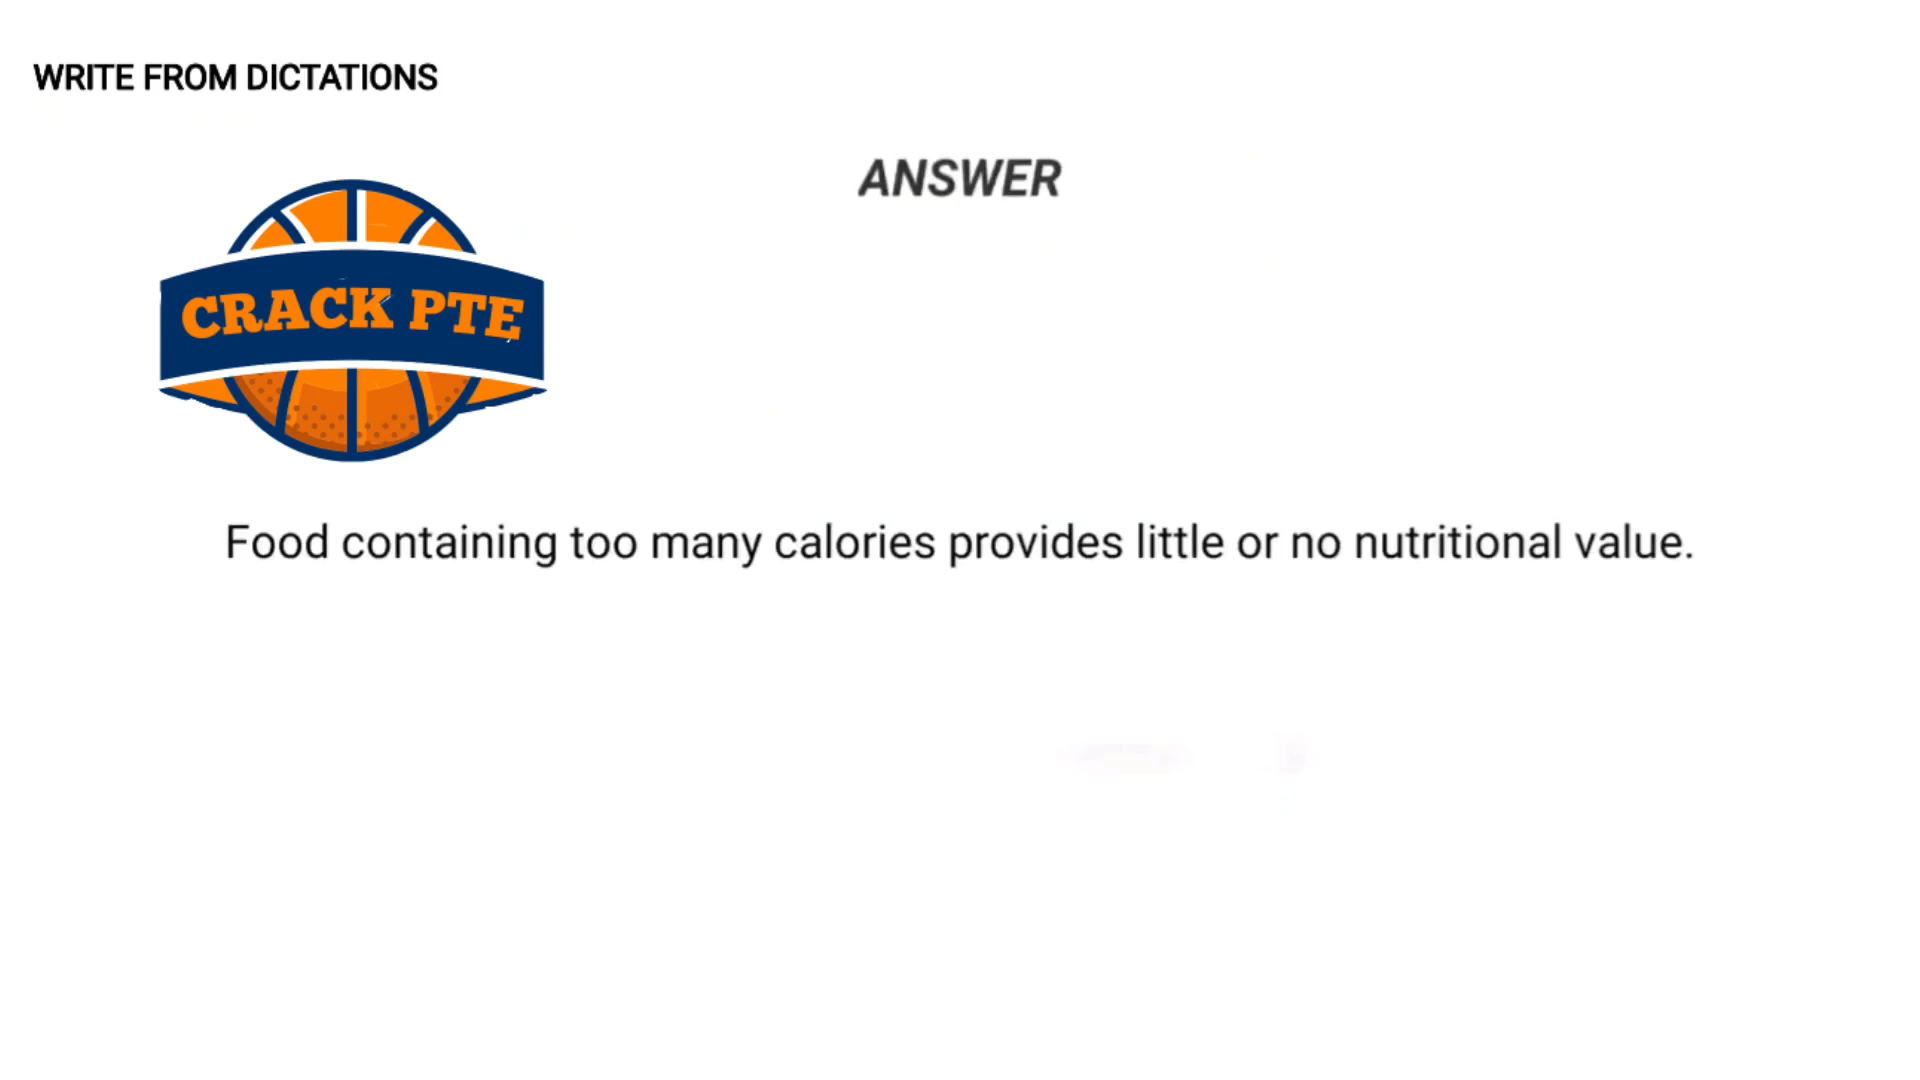 WRITE FROM DICTATIONS
ANSWER
CRACK PTE
Food containing too many calories provides little or no nutritional value.